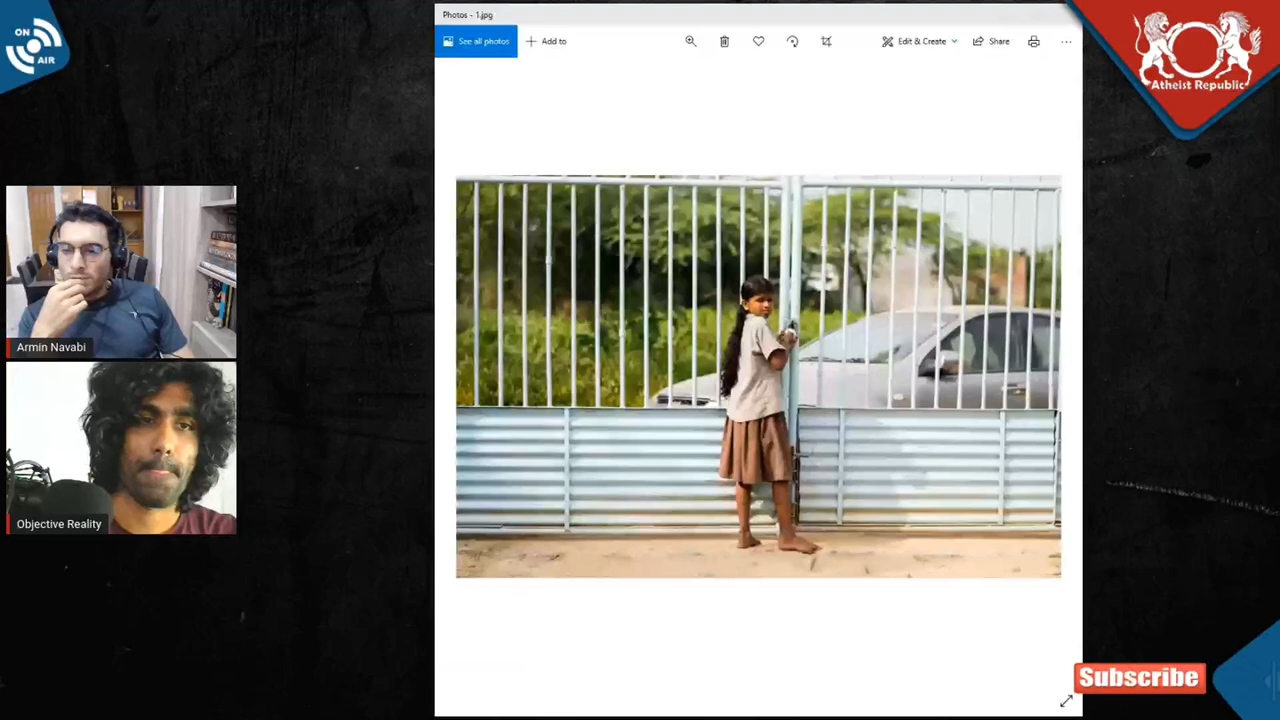 ON
AIR
Photos - 1.jpg
See all photos
Add to
Edit & Create
Share
Atheist Republic
Armin Navabi
Objective Reality
Subscribe